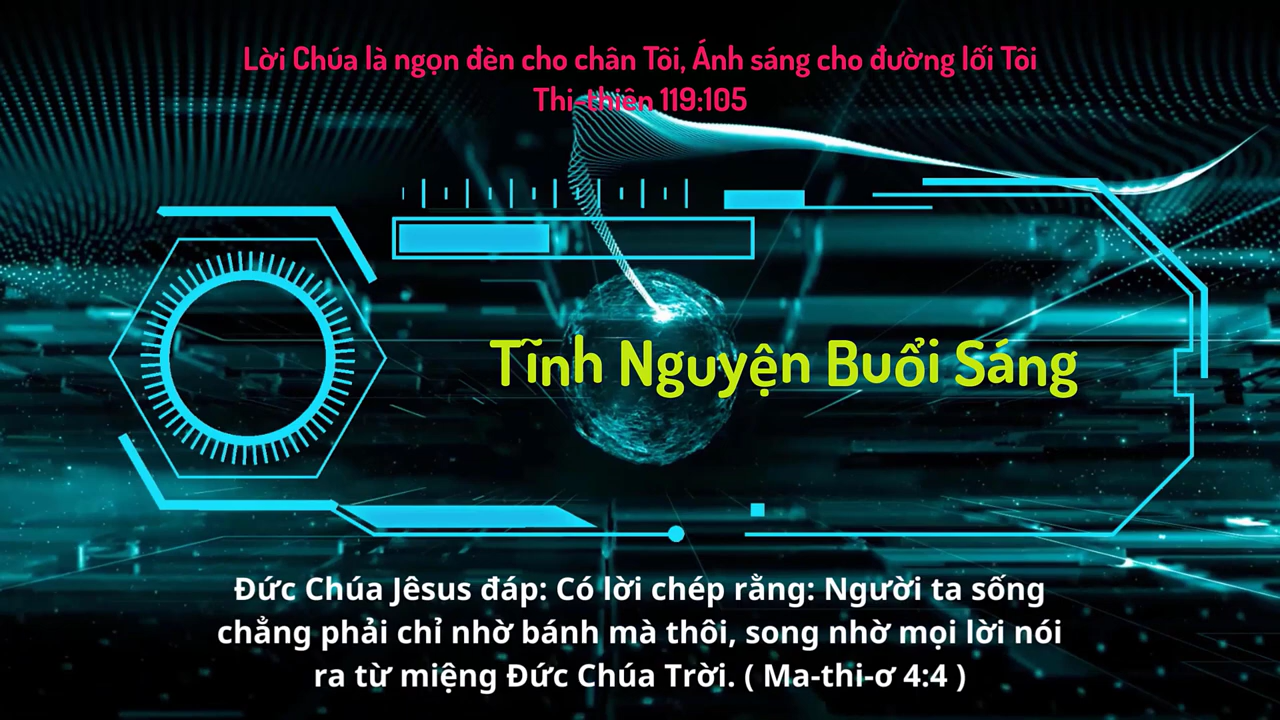 Lời Chúa là ngọn đèn cho chân Tôi, Ánh sáng cho đường lối Tôi
Thi-thiên 119:105
Tĩnh Nguyện Buổi Sáng
Đức Chúa Jêsus đáp: Có lời chép rằng: Người ta sống
chẳng phải chỉ nhờ bánh mà thôi, song nhờ mọi lời nói
ra từ miệng Đức Chúa Trời. ( Ma-thi-ơ 4:4 )